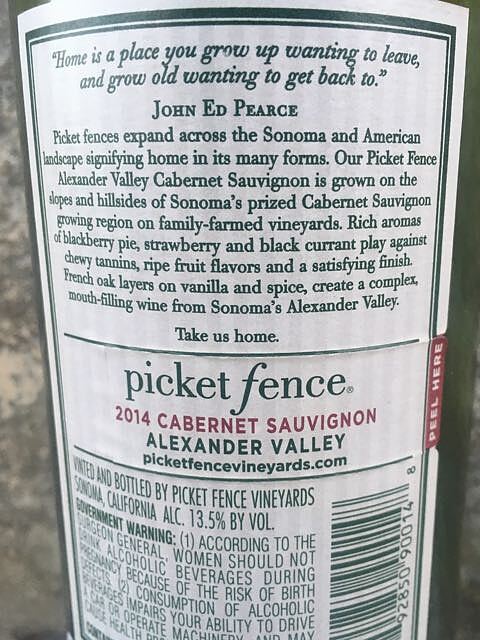 "Home is a place you grow up wanting to leave,
and grow old wanting to get back to."
JOHN ED PEARCE
Picket fences expand across the Sonoma and American
landscape signifying home in its many forms. Our Picket Fence
Alexander Valley Cabernet Sauvignon is grown on the
slopes and hillsides of Sonoma's prized Cabernet Sauvignon
growing region on family-farmed vineyards. Rich aromas
of blackberry pie, strawberry and black currant play against
chewy tannins, ripe fruit flavors and a satisfying finish.
French oak layers on vanilla and spice, create a complex,
mouth-filling wine from Sonoma's Alexander Valley.
Take us home.
picket fence®
2014 CABERNET SAUVIGNON
ALEXANDER VALLEY
picketfencevineyards.com
PEEL HERE
VINTED AND BOTTLED BY PICKET FENCE VINEYARDS
SONOMA, CALIFORNIA ALC. 13.5% BY VOL.
GOVERNMENT WARNING: (1) ACCORDING TO THE
SURGEON GENERAL, WOMEN SHOULD NOT
DRINK ALCOHOLIC BEVERAGES DURING
PREGNANCY BECAUSE OF THE RISK OF BIRTH
DEFECTS. (2) CONSUMPTION OF ALCOHOLIC
BEVERAGES IMPAIRS YOUR ABILITY TO DRIVE
A CAR OR OPERATE MACHINERY, AND MAY
CAUSE HEALTH
92850 90014 8